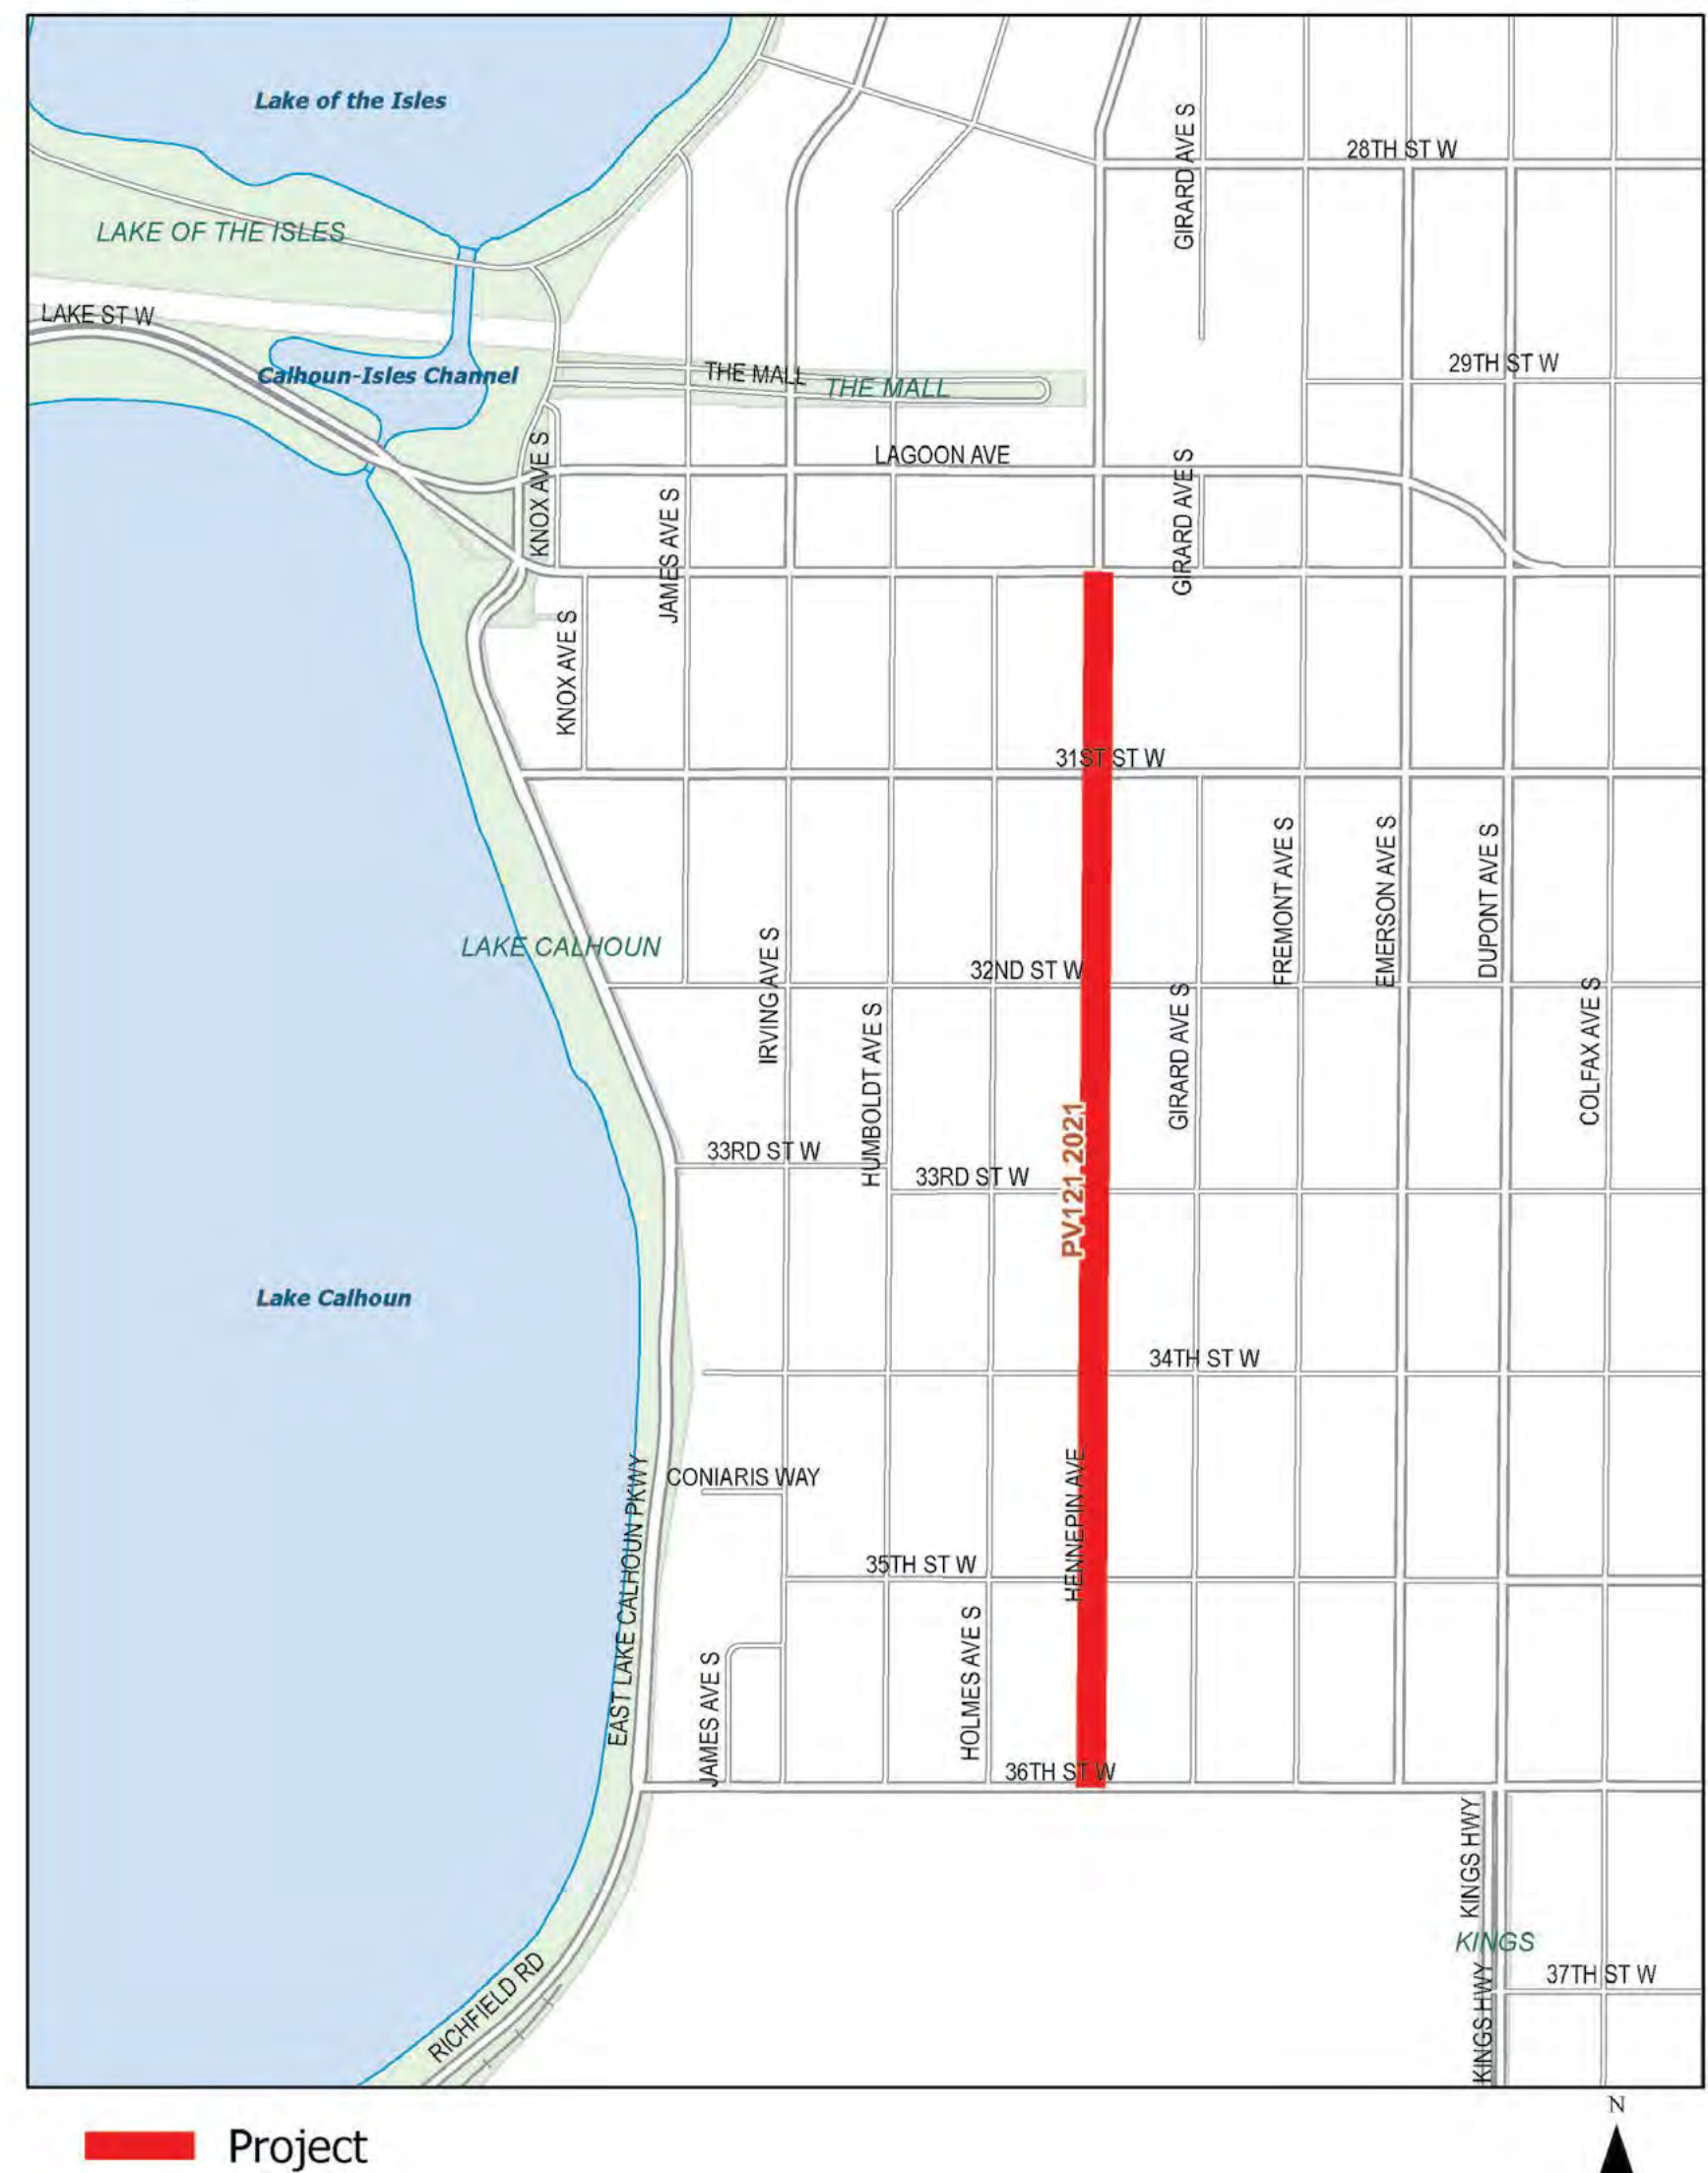 Lake of the Isles
GIRARD AVE S
28TH ST W
LAKE OF THE ISLES
LAKE ST W
Calhoun-Isles Channel
THE MALL
THE MALL
29TH ST W
KNOX AVE S
LAGOON AVE
JAMES AVE S
GIRARD AVE S
KNOX AVE S
31ST ST W
LAKE CALHOUN
IRVING AVE S
32ND ST W
FREMONT AVE S
EMERSON AVE S
DUPONT AVE S
HUMBOLDT AVE S
GIRARD AVE S
COLFAX AVE S
33RD ST W
33RD ST W
PV121 2021
Lake Calhoun
34TH ST W
EAST LAKE CALHOUN PKWY
CONIARIS WAY
HENNEPIN AVE
35TH ST W
JAMES AVE S
HOLMES AVE S
36TH ST W
KINGS HWY
KINGS
RICHFIELD RD
KINGS HWY
37TH ST W
N
Project